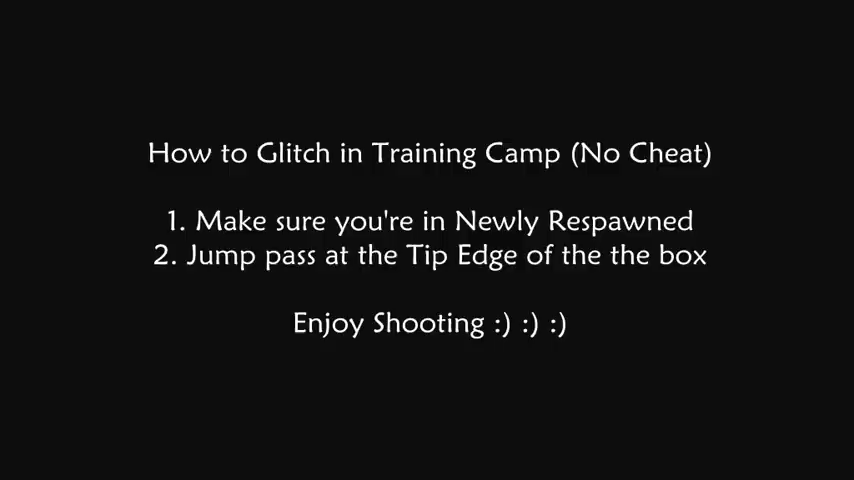 How to Glitch in Training Camp (No Cheat)
1. Make sure you're in Newly Respawned
2. Jump pass at the Tip Edge of the the box
Enjoy Shooting :) :) :)